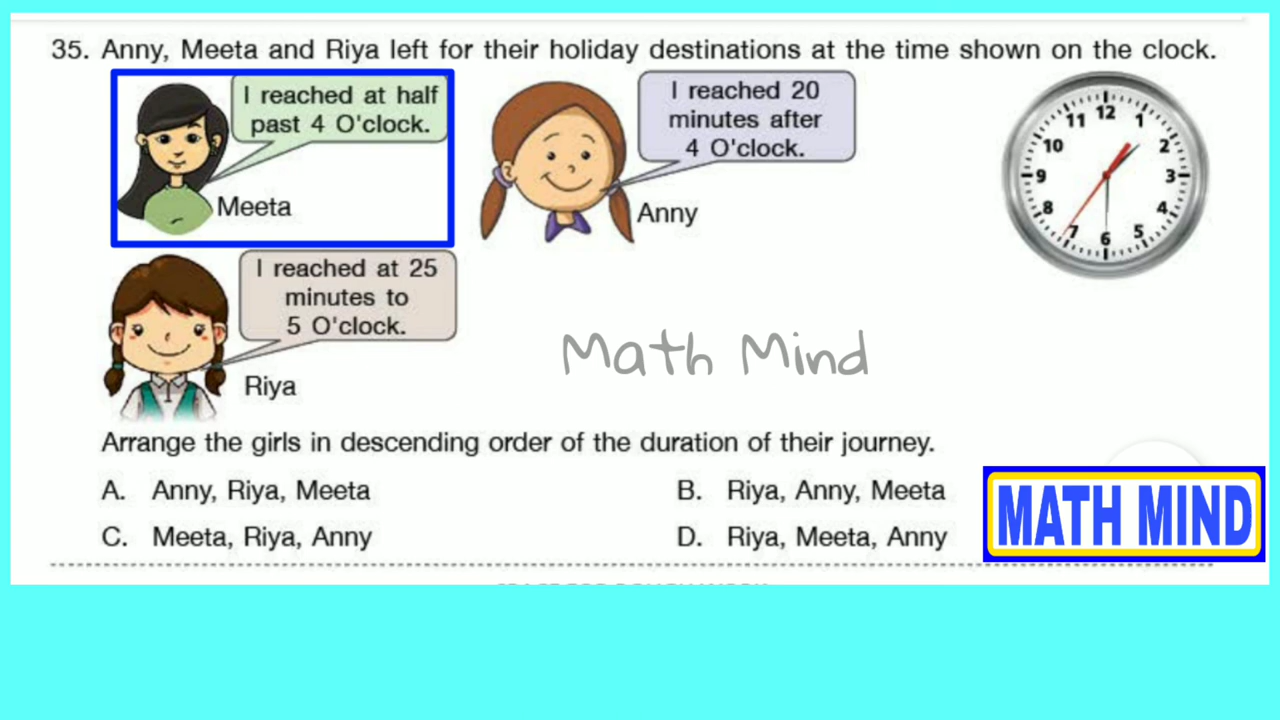 35. Anny, Meeta and Riya left for their holiday destinations at the time shown on the clock.
I reached at half
past 4 O'clock.
Meeta
I reached 20
minutes after
4 O'clock.
Anny
12
1
2
3
4
5
6
7
8
9
10
11
I reached at 25
minutes to
5 O'clock.
Riya
Math Mind
Arrange the girls in descending order of the duration of their journey.
A. Anny, Riya, Meeta
B. Riya, Anny, Meeta
C. Meeta, Riya, Anny
D. Riya, Meeta, Anny
MATH MIND